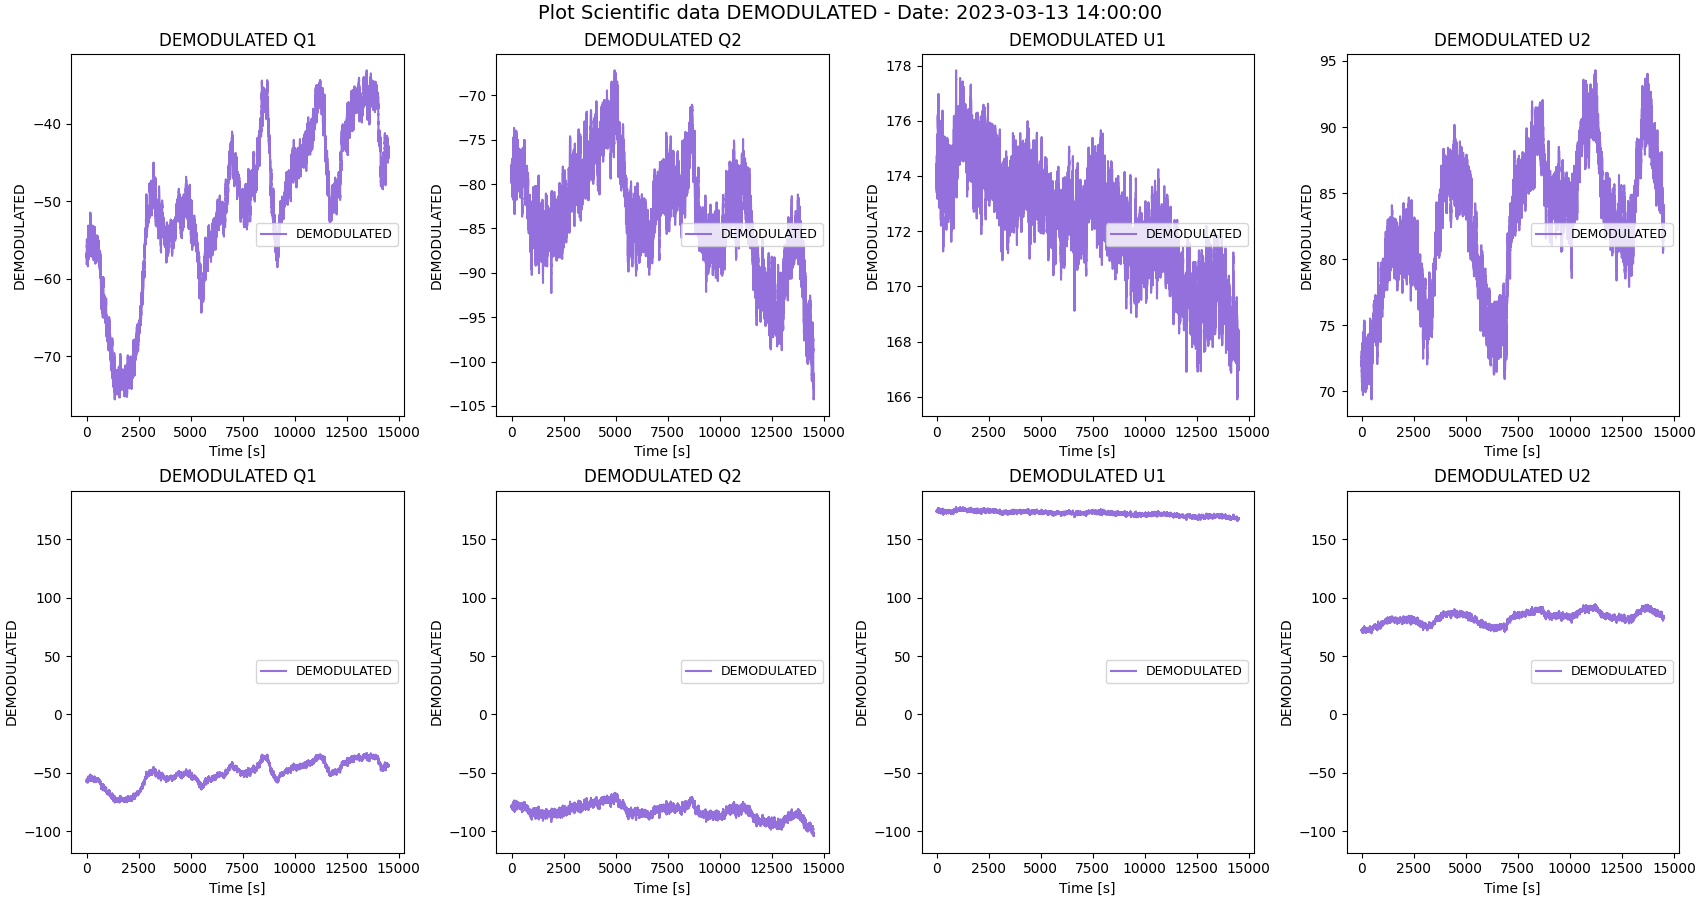 Plot Scientific data DEMODULATED - Date: 2023-03-13 14:00:00
DEMODULATED Q1
DEMODULATED
−40
−50
−60
−70
DEMODULATED
0 2500 5000 7500 10000 12500 15000
Time [s]
DEMODULATED Q2
DEMODULATED
−70
−75
−80
−85
−90
−95
−100
−105
DEMODULATED
0 2500 5000 7500 10000 12500 15000
Time [s]
DEMODULATED U1
DEMODULATED
178
176
174
172
170
168
166
DEMODULATED
0 2500 5000 7500 10000 12500 15000
Time [s]
DEMODULATED U2
DEMODULATED
95
90
85
80
75
70
DEMODULATED
0 2500 5000 7500 10000 12500 15000
Time [s]
DEMODULATED Q1
DEMODULATED
150
100
50
0
−50
−100
DEMODULATED
0 2500 5000 7500 10000 12500 15000
Time [s]
DEMODULATED Q2
DEMODULATED
150
100
50
0
−50
−100
DEMODULATED
0 2500 5000 7500 10000 12500 15000
Time [s]
DEMODULATED U1
DEMODULATED
150
100
50
0
−50
−100
DEMODULATED
0 2500 5000 7500 10000 12500 15000
Time [s]
DEMODULATED U2
DEMODULATED
150
100
50
0
−50
−100
DEMODULATED
0 2500 5000 7500 10000 12500 15000
Time [s]